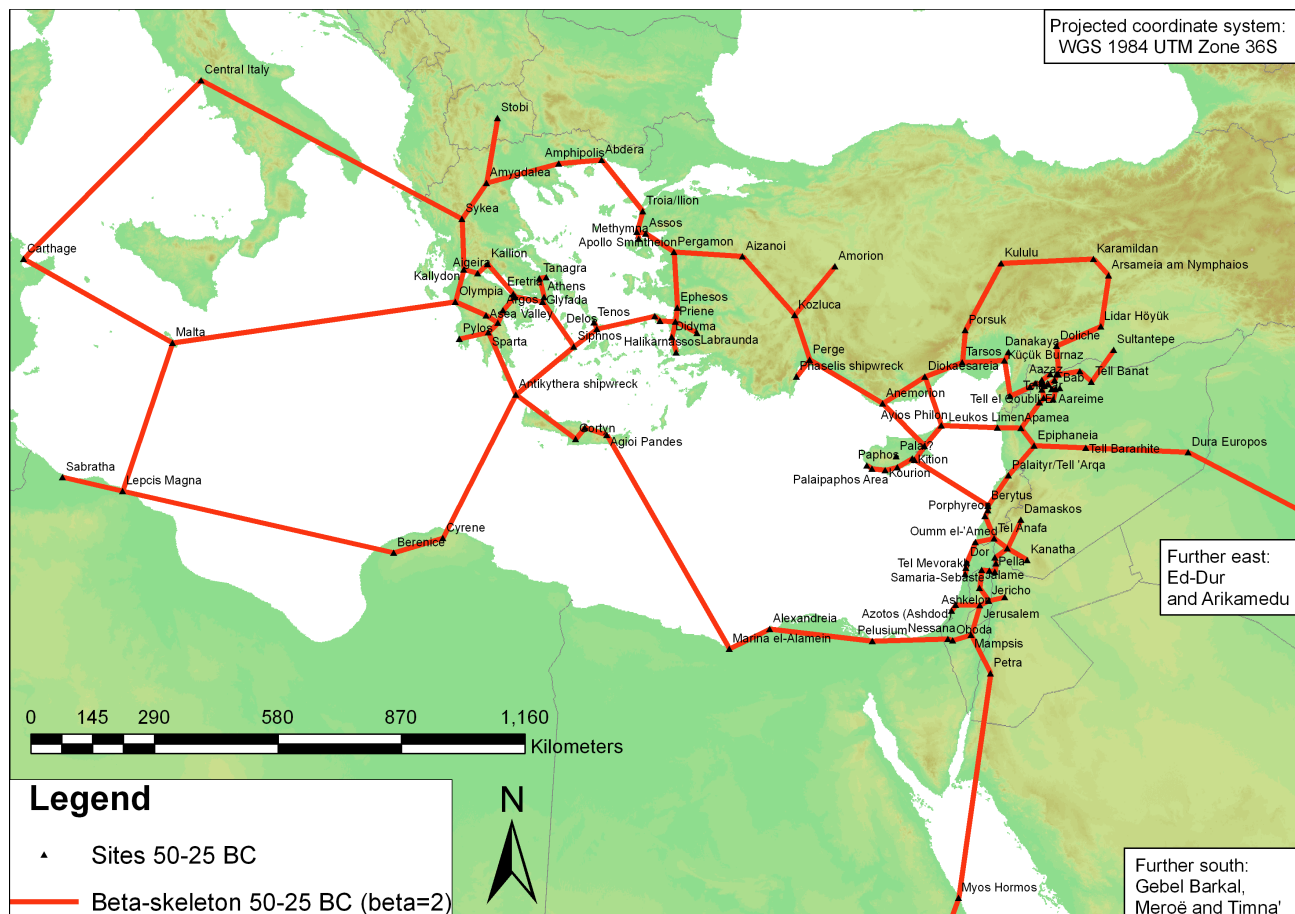 Projected coordinate system:
WGS 1984 UTM Zone 36S
Central Italy
Stobi
Amphipolis
Abdera
Amygdalea
Troia/Ilion
Sykea
Methymna
Assos
Apollo Smintheion
Pergamon
Aizanoi
Amorion
Kululu
Karamildan
Arsameia am Nymphaios
Carthage
Kallion
Aigeira
Kallydon
Tanagra
Eretria
Athens
Olympia
Argos
Glyfada
Ephesos
Kozluca
Tenos
Priene
Asea Valley
Delos
Didyma
Porsuk
Lidar Höyük
Malta
Pylos
Sparta
Siphnos
Halikarnassos
Labraunda
Danakaya
Doliche
Sultantepe
Perge
Tarsos
Küçük Burnaz
Phaselis shipwreck
Diokaesareia
Aazaz
Bab
Tell Banat
Antikythera shipwreck
Anemorion
Tell el Qoubli
El Aareime
Ayios Philon
Leukos Limen
Apamea
Gortyn
Agioi Pandes
Pala ?
Epiphaneia
Tell Bararhite
Dura Europos
Paphos
Kition
Sabratha
Kourion
Palaityr/Tell 'Arqa
Lepcis Magna
Palaipaphos Area
Berytus
Porphyreon
Damaskos
Cyrene
Oumm el-'Amed
Tel Anafa
Berenice
Dor
Kanatha
Further east:
Ed-Dur
and Arikamedu
Tel Mevorakh
Pella
Samaria-Sebaste
Jalame
Jericho
Ashkelon
Azotos (Ashdod)
Jerusalem
Alexandreia
Marina el-Alamein
Pelusium
Nessana
Oboda
Mampsis
Petra
0 145 290 580 870 1,160
Kilometers
Legend
N
Sites 50-25 BC
Beta-skeleton 50-25 BC (beta=2)
Myos Hormos
Further south:
Gebel Barkal,
Meroë and Timna'